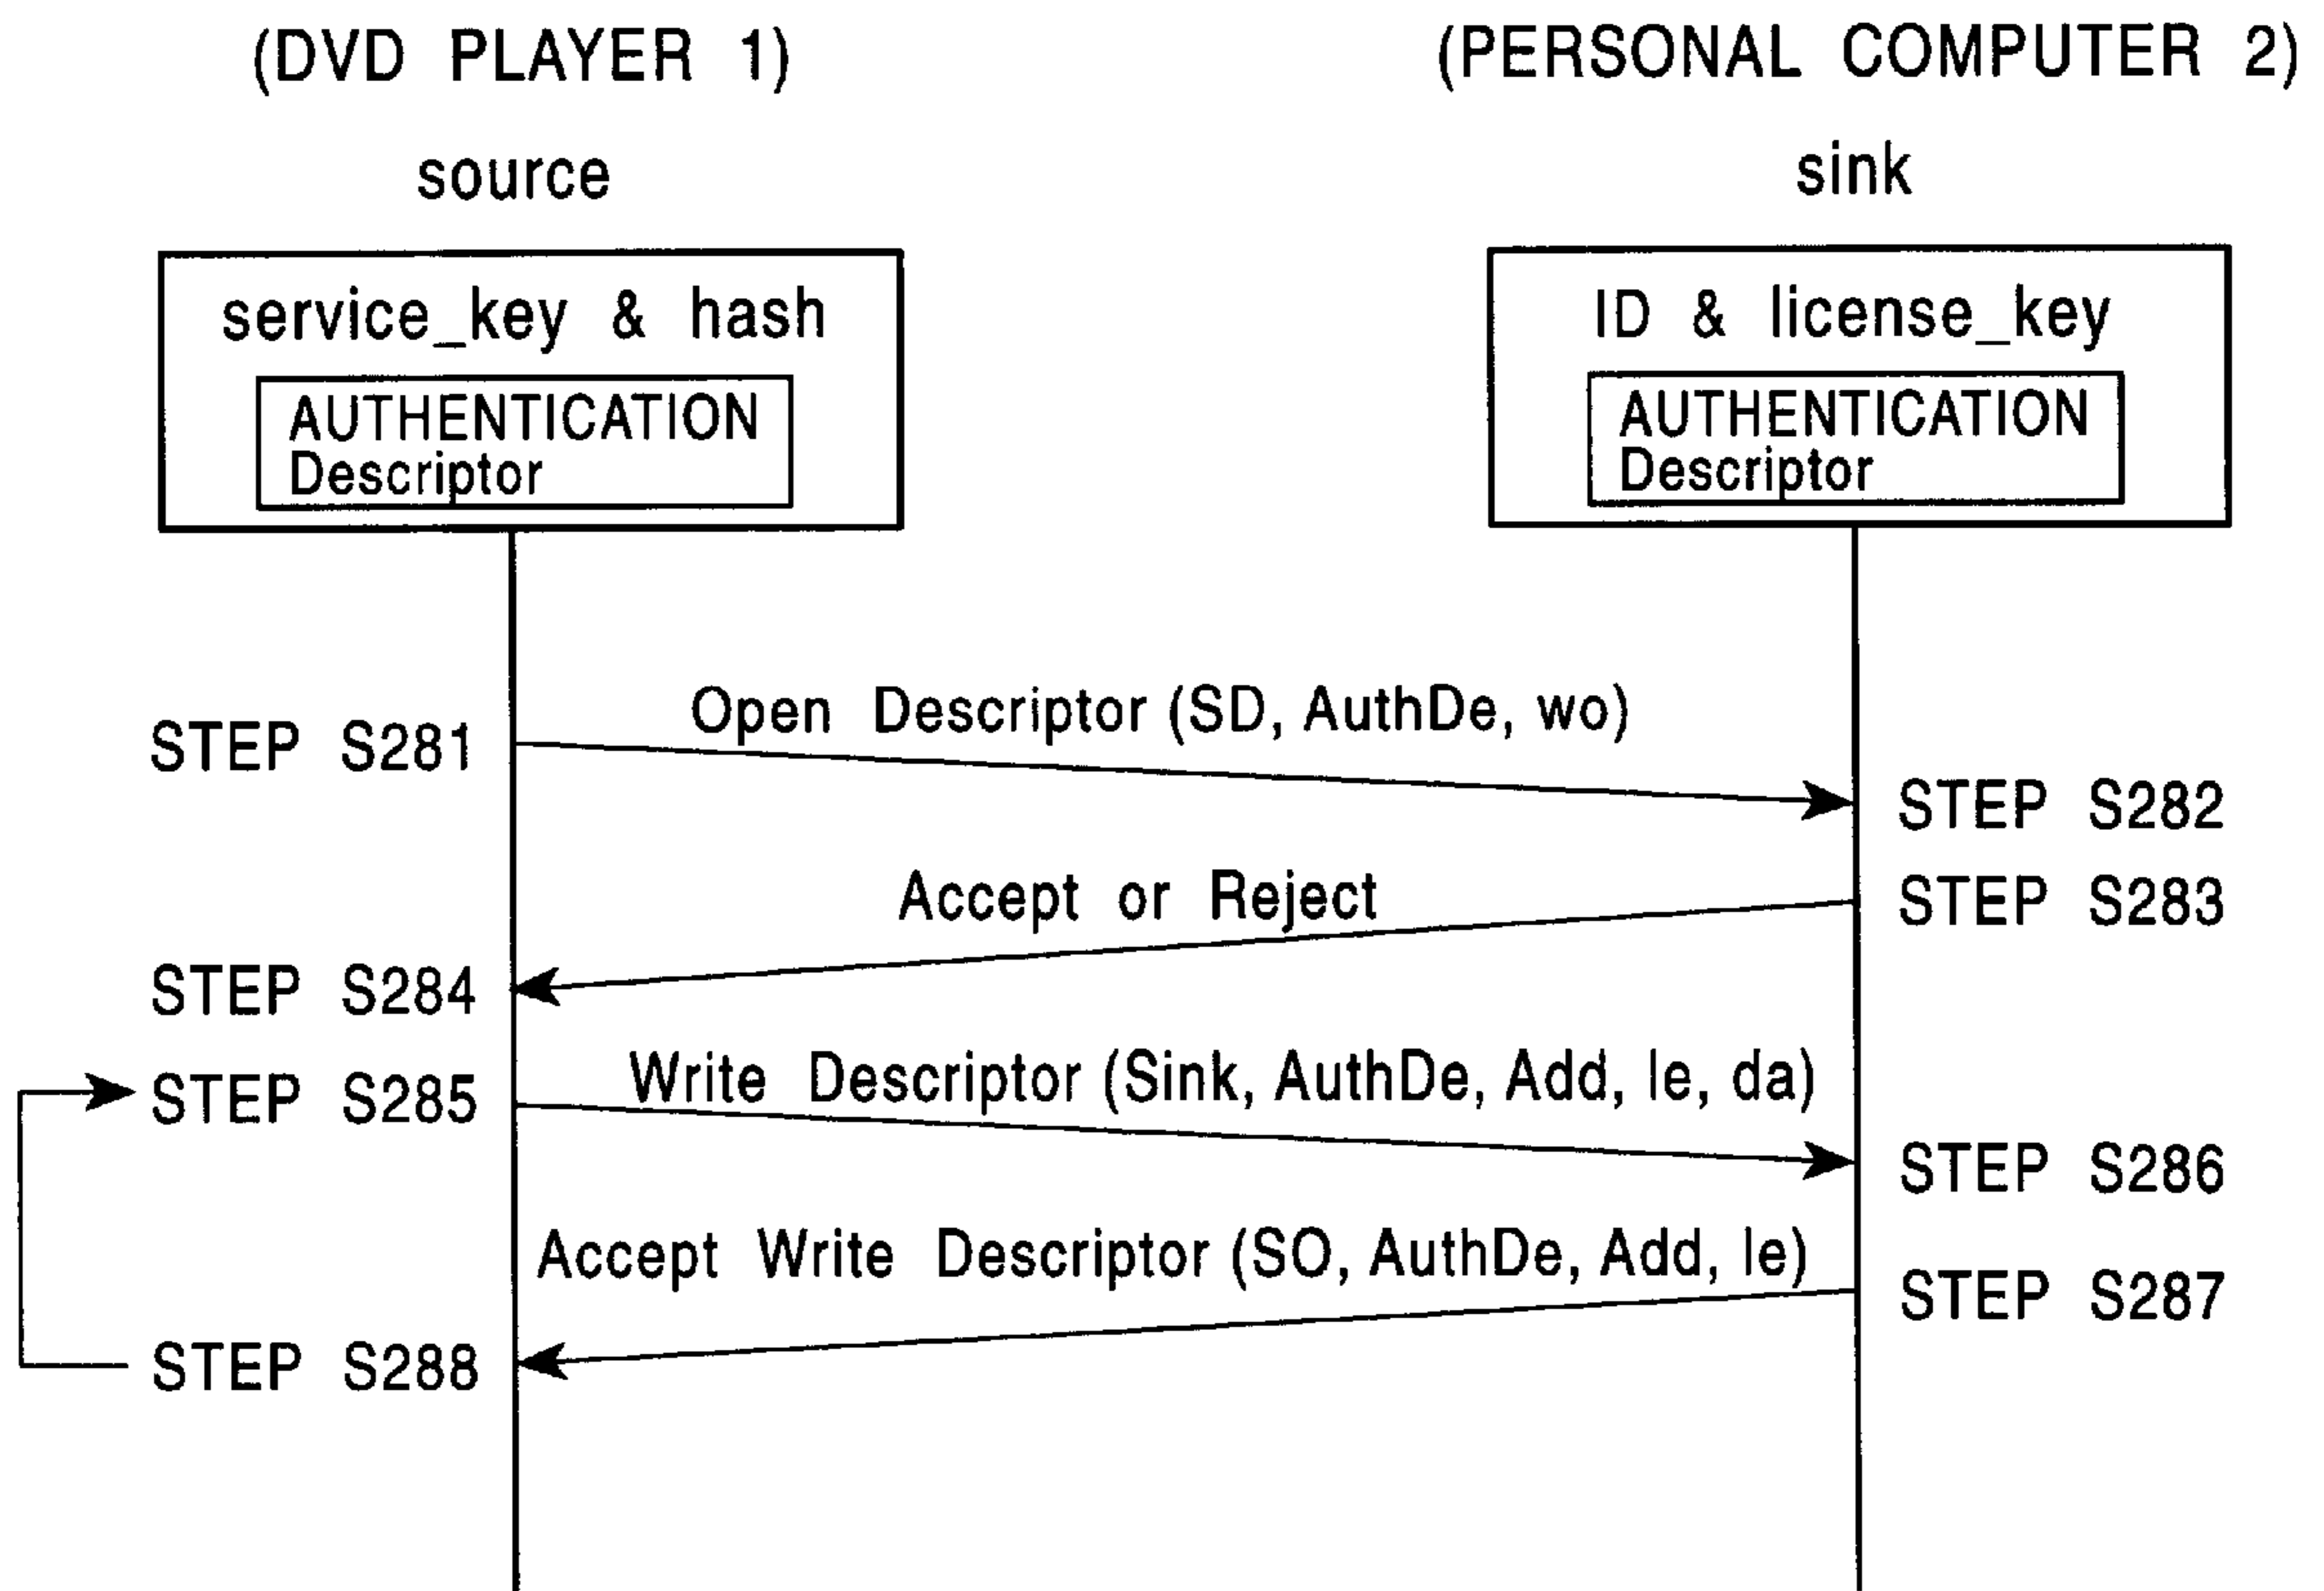 (DVD PLAYER 1)
(PERSONAL COMPUTER 2)
source
sink
service_key & hash
AUTHENTICATION
Descriptor
ID & license_key
AUTHENTICATION
Descriptor
Open Descriptor (SD, AuthDe, wo)
STEP S281
STEP S282
Accept or Reject
STEP S283
STEP S284
Write Descriptor (Sink, AuthDe, Add, le, da)
STEP S285
STEP S286
Accept Write Descriptor (SO, AuthDe, Add, le)
STEP S287
STEP S288